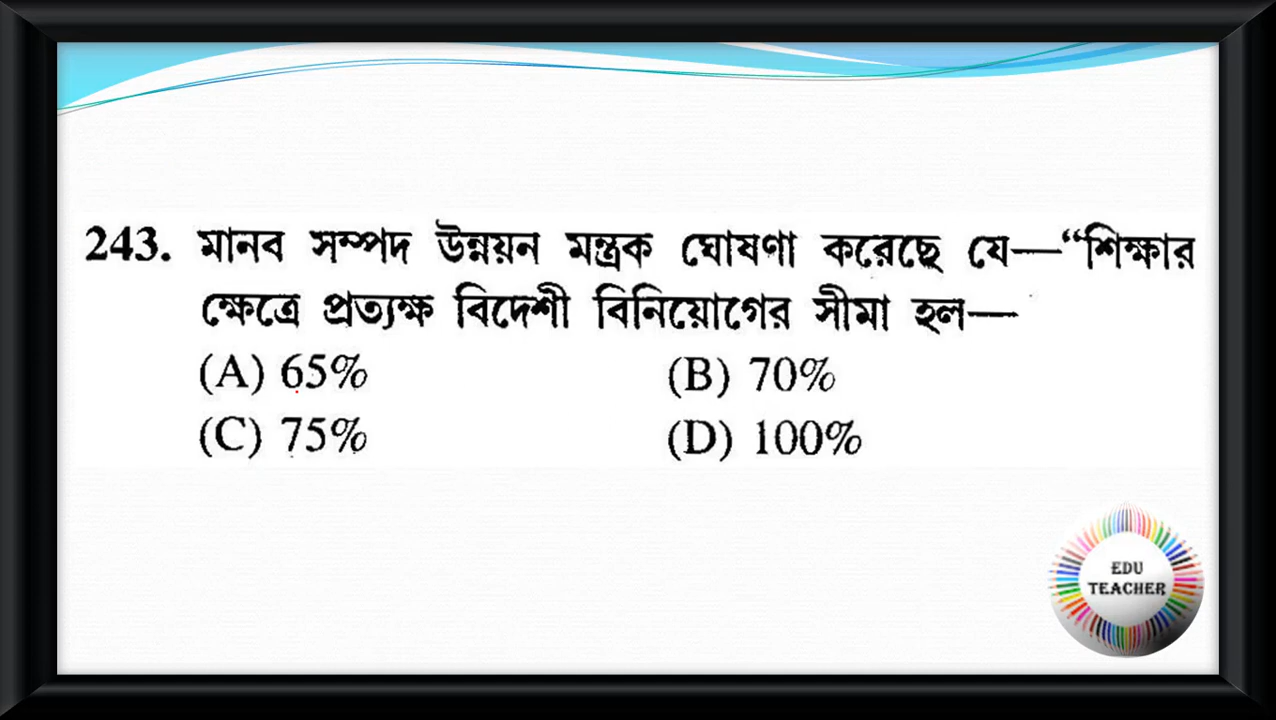 243. মানব সম্পদ উন্নয়ন মন্ত্রক ঘোষণা করেছে যে—“শিক্ষার
ক্ষেত্রে প্রত্যক্ষ বিদেশী বিনিয়োগের সীমা হল—
(A) 65% (B) 70%
(C) 75% (D) 100%
EDU
TEACHER